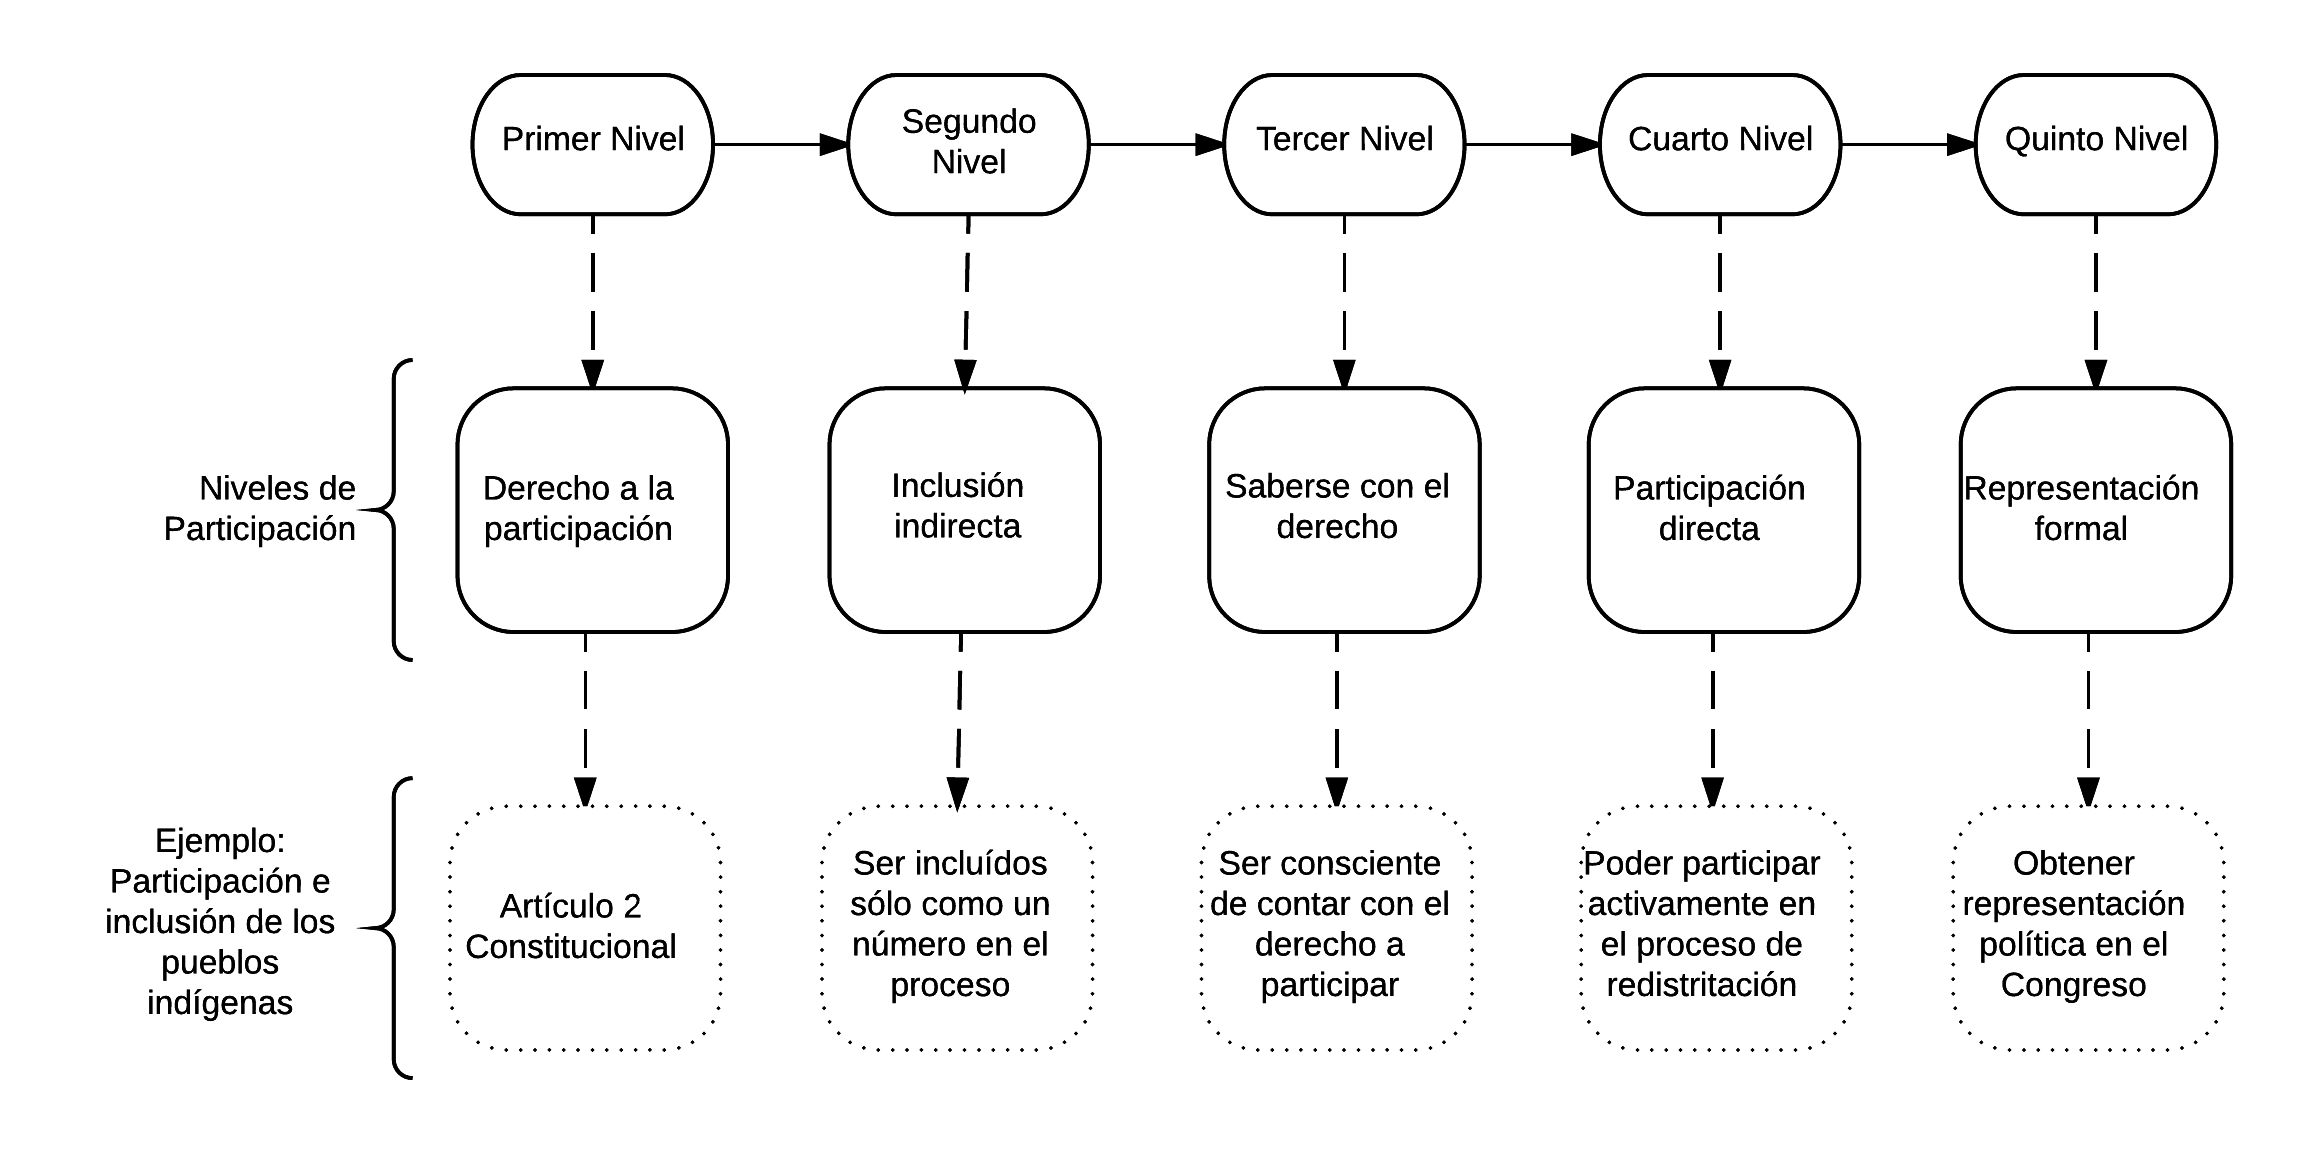 Primer Nivel
Segundo
Nivel
Tercer Nivel
Cuarto Nivel
Quinto Nivel
Niveles de
Participación
Derecho a la
participación
Inclusión
indirecta
Saberse con el
derecho
Participación
directa
Representación
formal
Ejemplo:
Participación e
inclusión de los
pueblos
indígenas
Artículo 2
Constitucional
Ser incluídos
sólo como un
número en el
proceso
Ser consciente
de contar con el
derecho a
participar
Poder participar
activamente en
el proceso de
redistritación
Obtener
representación
política en el
Congreso